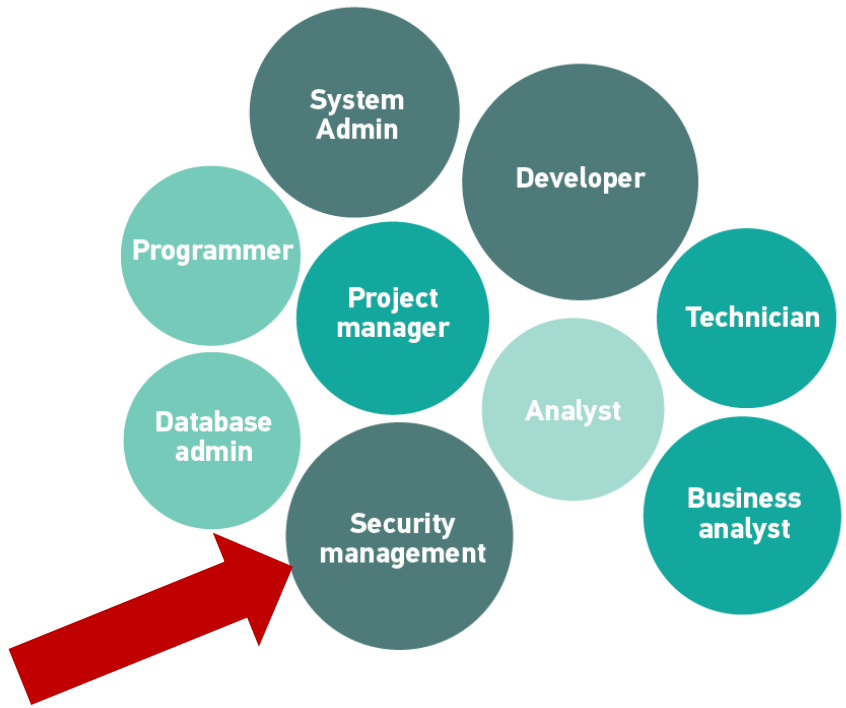 System
Admin
Developer
Programmer
Project
manager
Technician
Analyst
Database
admin
Security
management
Business
analyst